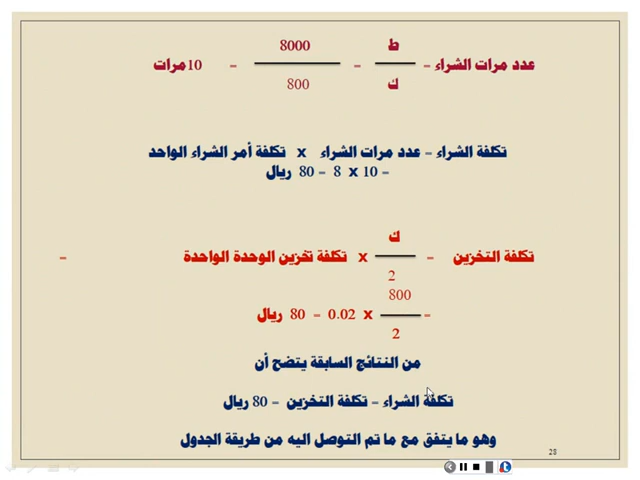 عدد مرات الشراء = ط / ك = 8000 / 800 = 10 مرات
تكلفة الشراء = عدد مرات الشراء x تكلفة أمر الشراء الواحد
= 10 x 8 = 80 ريال
تكلفة التخزين = ك / 2 x تكلفة تخزين الوحدة الواحدة =
= 800 / 2 x 0.02 = 80 ريال
من النتائج السابقة يتضح أن
تكلفة الشراء = تكلفة التخزين = 80 ريال
وهو ما يتفق مع ما تم التوصل اليه من طريقة الجدول
28